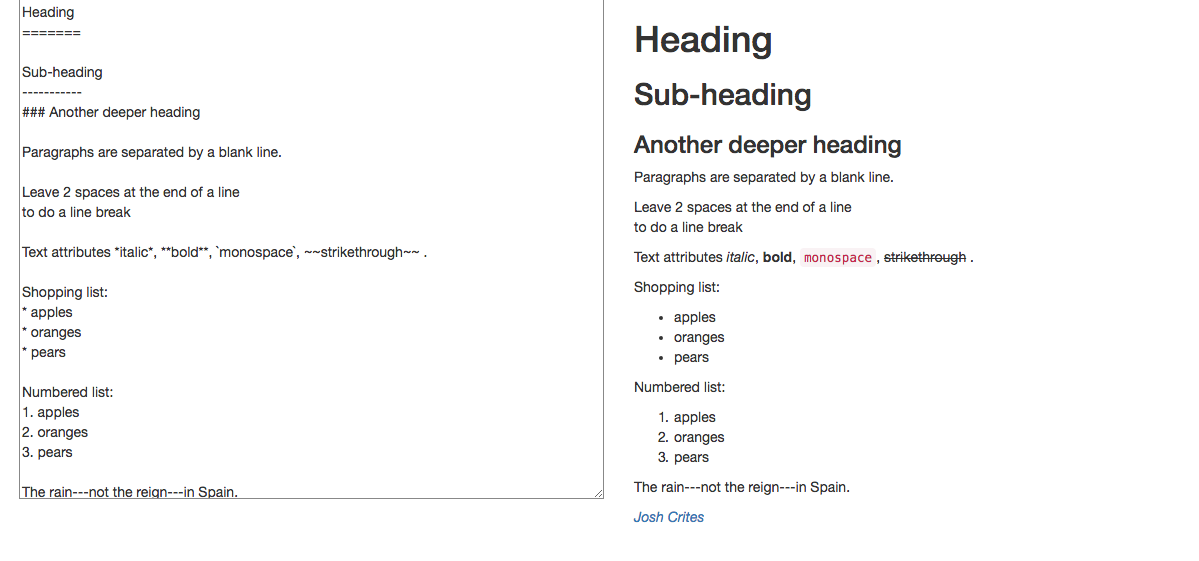 Heading
=======
Sub-heading
-----------
### Another deeper heading
Paragraphs are separated by a blank line.
Leave 2 spaces at the end of a line
to do a line break
Text attributes *italic*, **bold**, `monospace`, ~~strikethrough~~ .
Shopping list:
* apples
* oranges
* pears
Numbered list:
1. apples
2. oranges
3. pears
The rain---not the reign---in Spain.
Heading
Sub-heading
Another deeper heading
Paragraphs are separated by a blank line.
Leave 2 spaces at the end of a line
to do a line break
Text attributes italic, bold, monospace, strikethrough .
Shopping list:
• apples
• oranges
• pears
Numbered list:
1. apples
2. oranges
3. pears
The rain---not the reign---in Spain.
Josh Crites